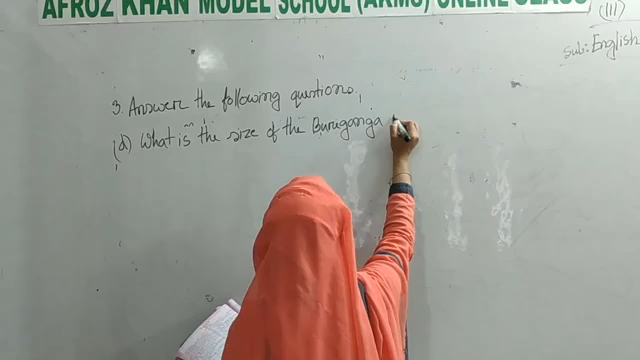 AFROZ KHAN MODEL SCHOOL (AKMS) ONLINE CLASS
(III)
Sub: English
3. Answer the following questions.
(d) What is the size of the Buruganga